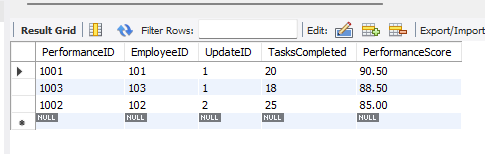 Result Grid Filter Rows: Edit: Export/Import
PerformanceID EmployeeID UpdateID TasksCompleted PerformanceScore
1001 101 1 20 90.50
1003 103 1 18 88.50
1002 102 2 25 85.00
NULL NULL NULL NULL NULL